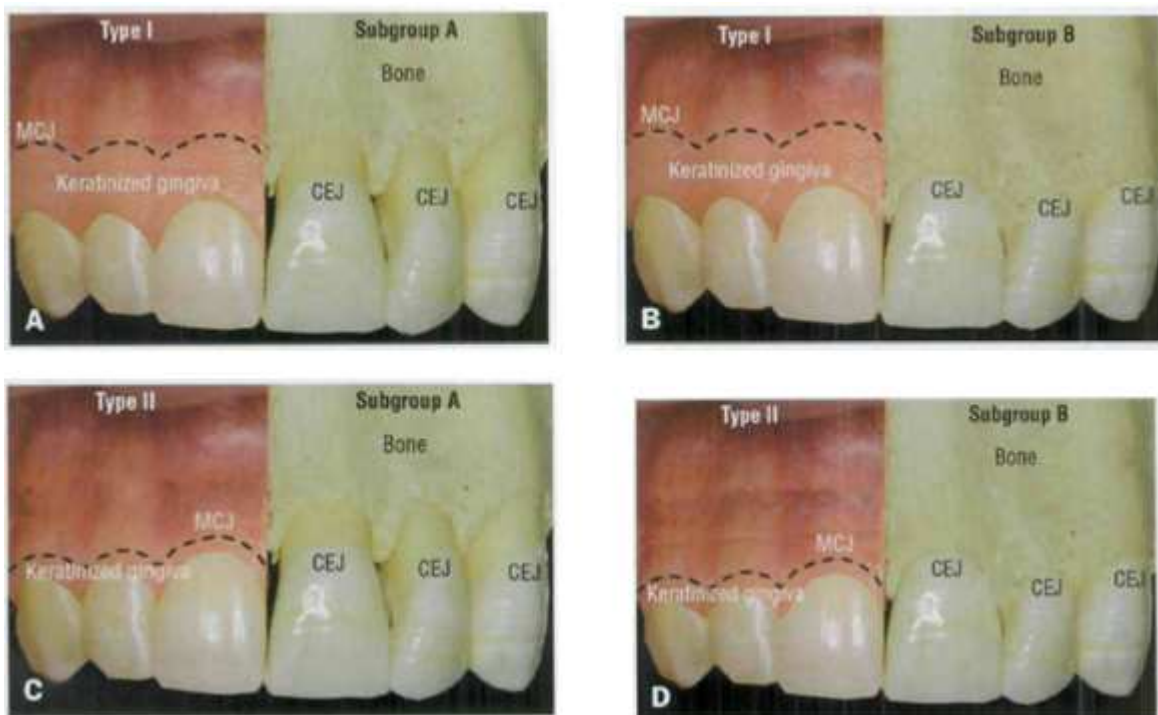 Type I
Subgroup A
Bone
MCJ
Keratinized gingiva
CEJ
CEJ
CEJ
A
Type I
Subgroup B
Bone
MCJ
Keratinized gingiva
CEJ
CEJ
CEJ
B
Type II
Subgroup A
Bone
MCJ
Keratinized gingiva
CEJ
CEJ
CEJ
C
Type II
Subgroup B
Bone
MCJ
Keratinized gingiva
CEJ
CEJ
CEJ
D